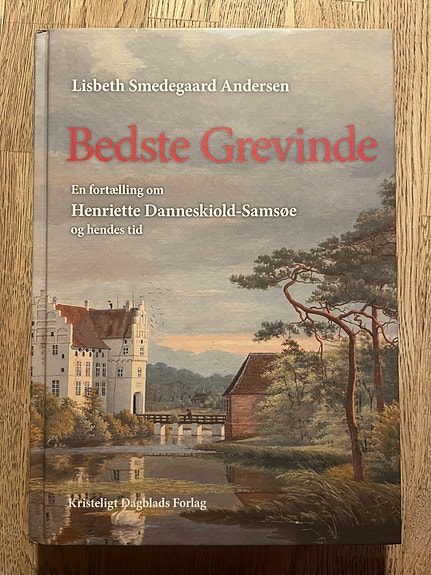 Lisbeth Smedegaard Andersen
Bedste Grevinde
En fortælling om
Henriette Danneskiold-Samsøe
og hendes tid
Kristeligt Dagblads Forlag